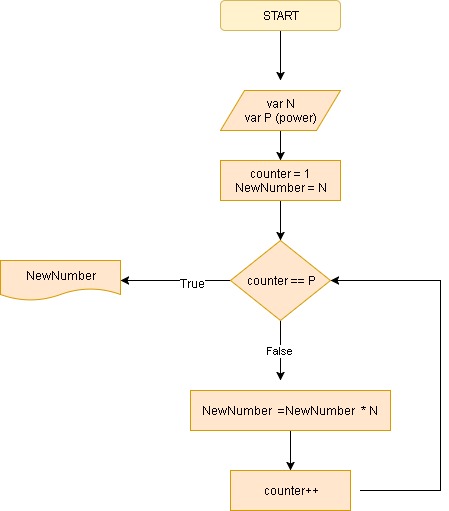 START
var N
var P (power)
counter = 1
NewNumber = N
counter == P
True
NewNumber
False
NewNumber =NewNumber * N
counter++